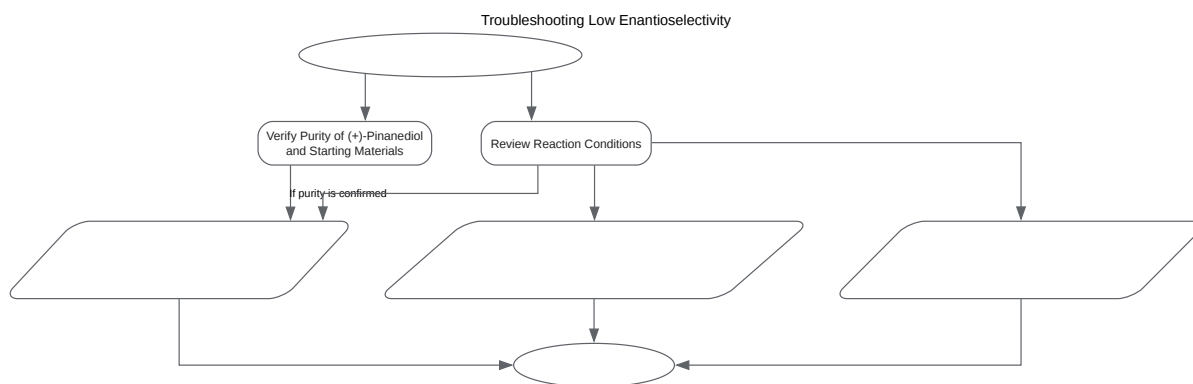 Troubleshooting Low Enantioselectivity
Verify Purity of (+)-Pinanediol
and Starting Materials
Review Reaction Conditions
If purity is confirmed